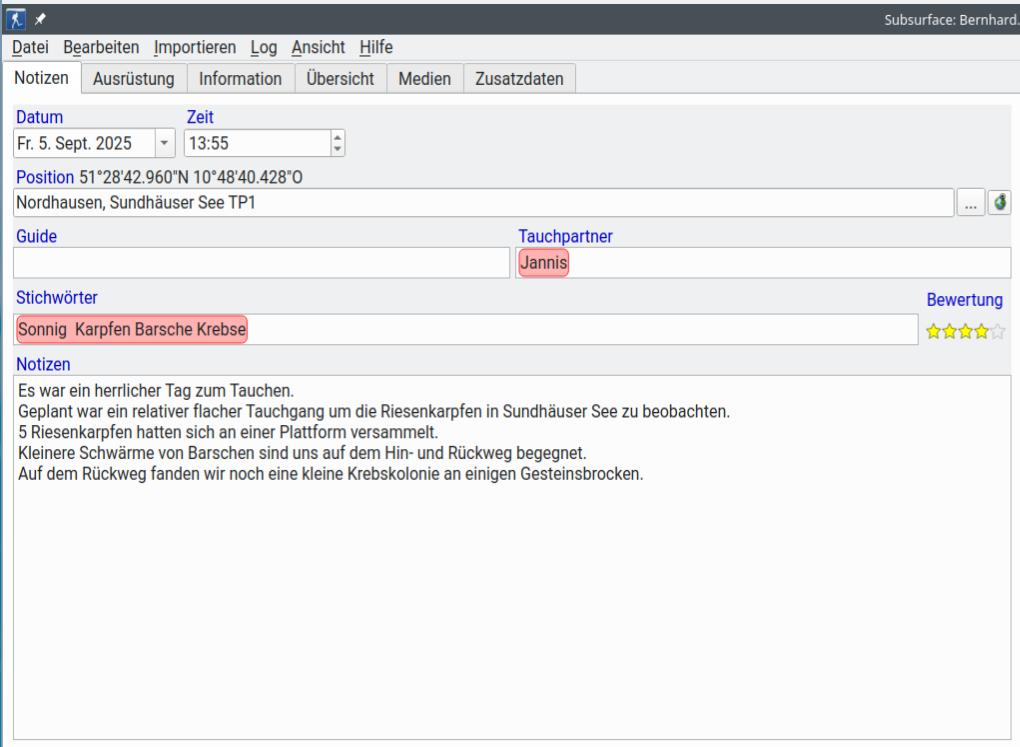 Subsurface: Bernhard.
Datei Bearbeiten Importieren Log Ansicht Hilfe
Notizen Ausrüstung Information Übersicht Medien Zusatzdaten
Datum Zeit
Fr. 5. Sept. 2025 13:55
Position 51°28'42.960"N 10°48'40.428"O
Nordhausen, Sundhäuser See TP1 ...
Guide Tauchpartner
Jannis
Stichwörter Bewertung
Sonnig Karpfen Barsche Krebse
Notizen
Es war ein herrlicher Tag zum Tauchen.
Geplant war ein relativer flacher Tauchgang um die Riesenkarpfen in Sundhäuser See zu beobachten.
5 Riesenkarpfen hatten sich an einer Plattform versammelt.
Kleinere Schwärme von Barschen sind uns auf dem Hin- und Rückweg begegnet.
Auf dem Rückweg fanden wir noch eine kleine Krebskolonie an einigen Gesteinsbrocken.